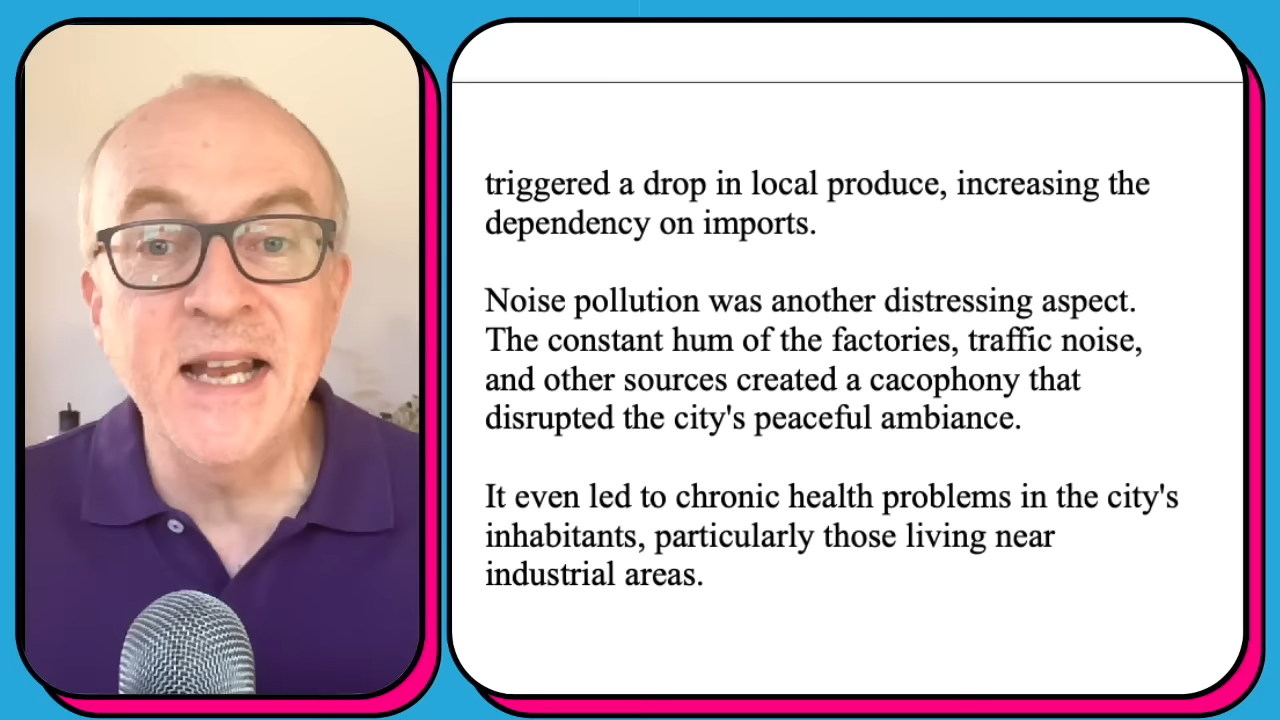 triggered a drop in local produce, increasing the
dependency on imports.
Noise pollution was another distressing aspect.
The constant hum of the factories, traffic noise,
and other sources created a cacophony that
disrupted the city's peaceful ambiance.
It even led to chronic health problems in the city's
inhabitants, particularly those living near
industrial areas.